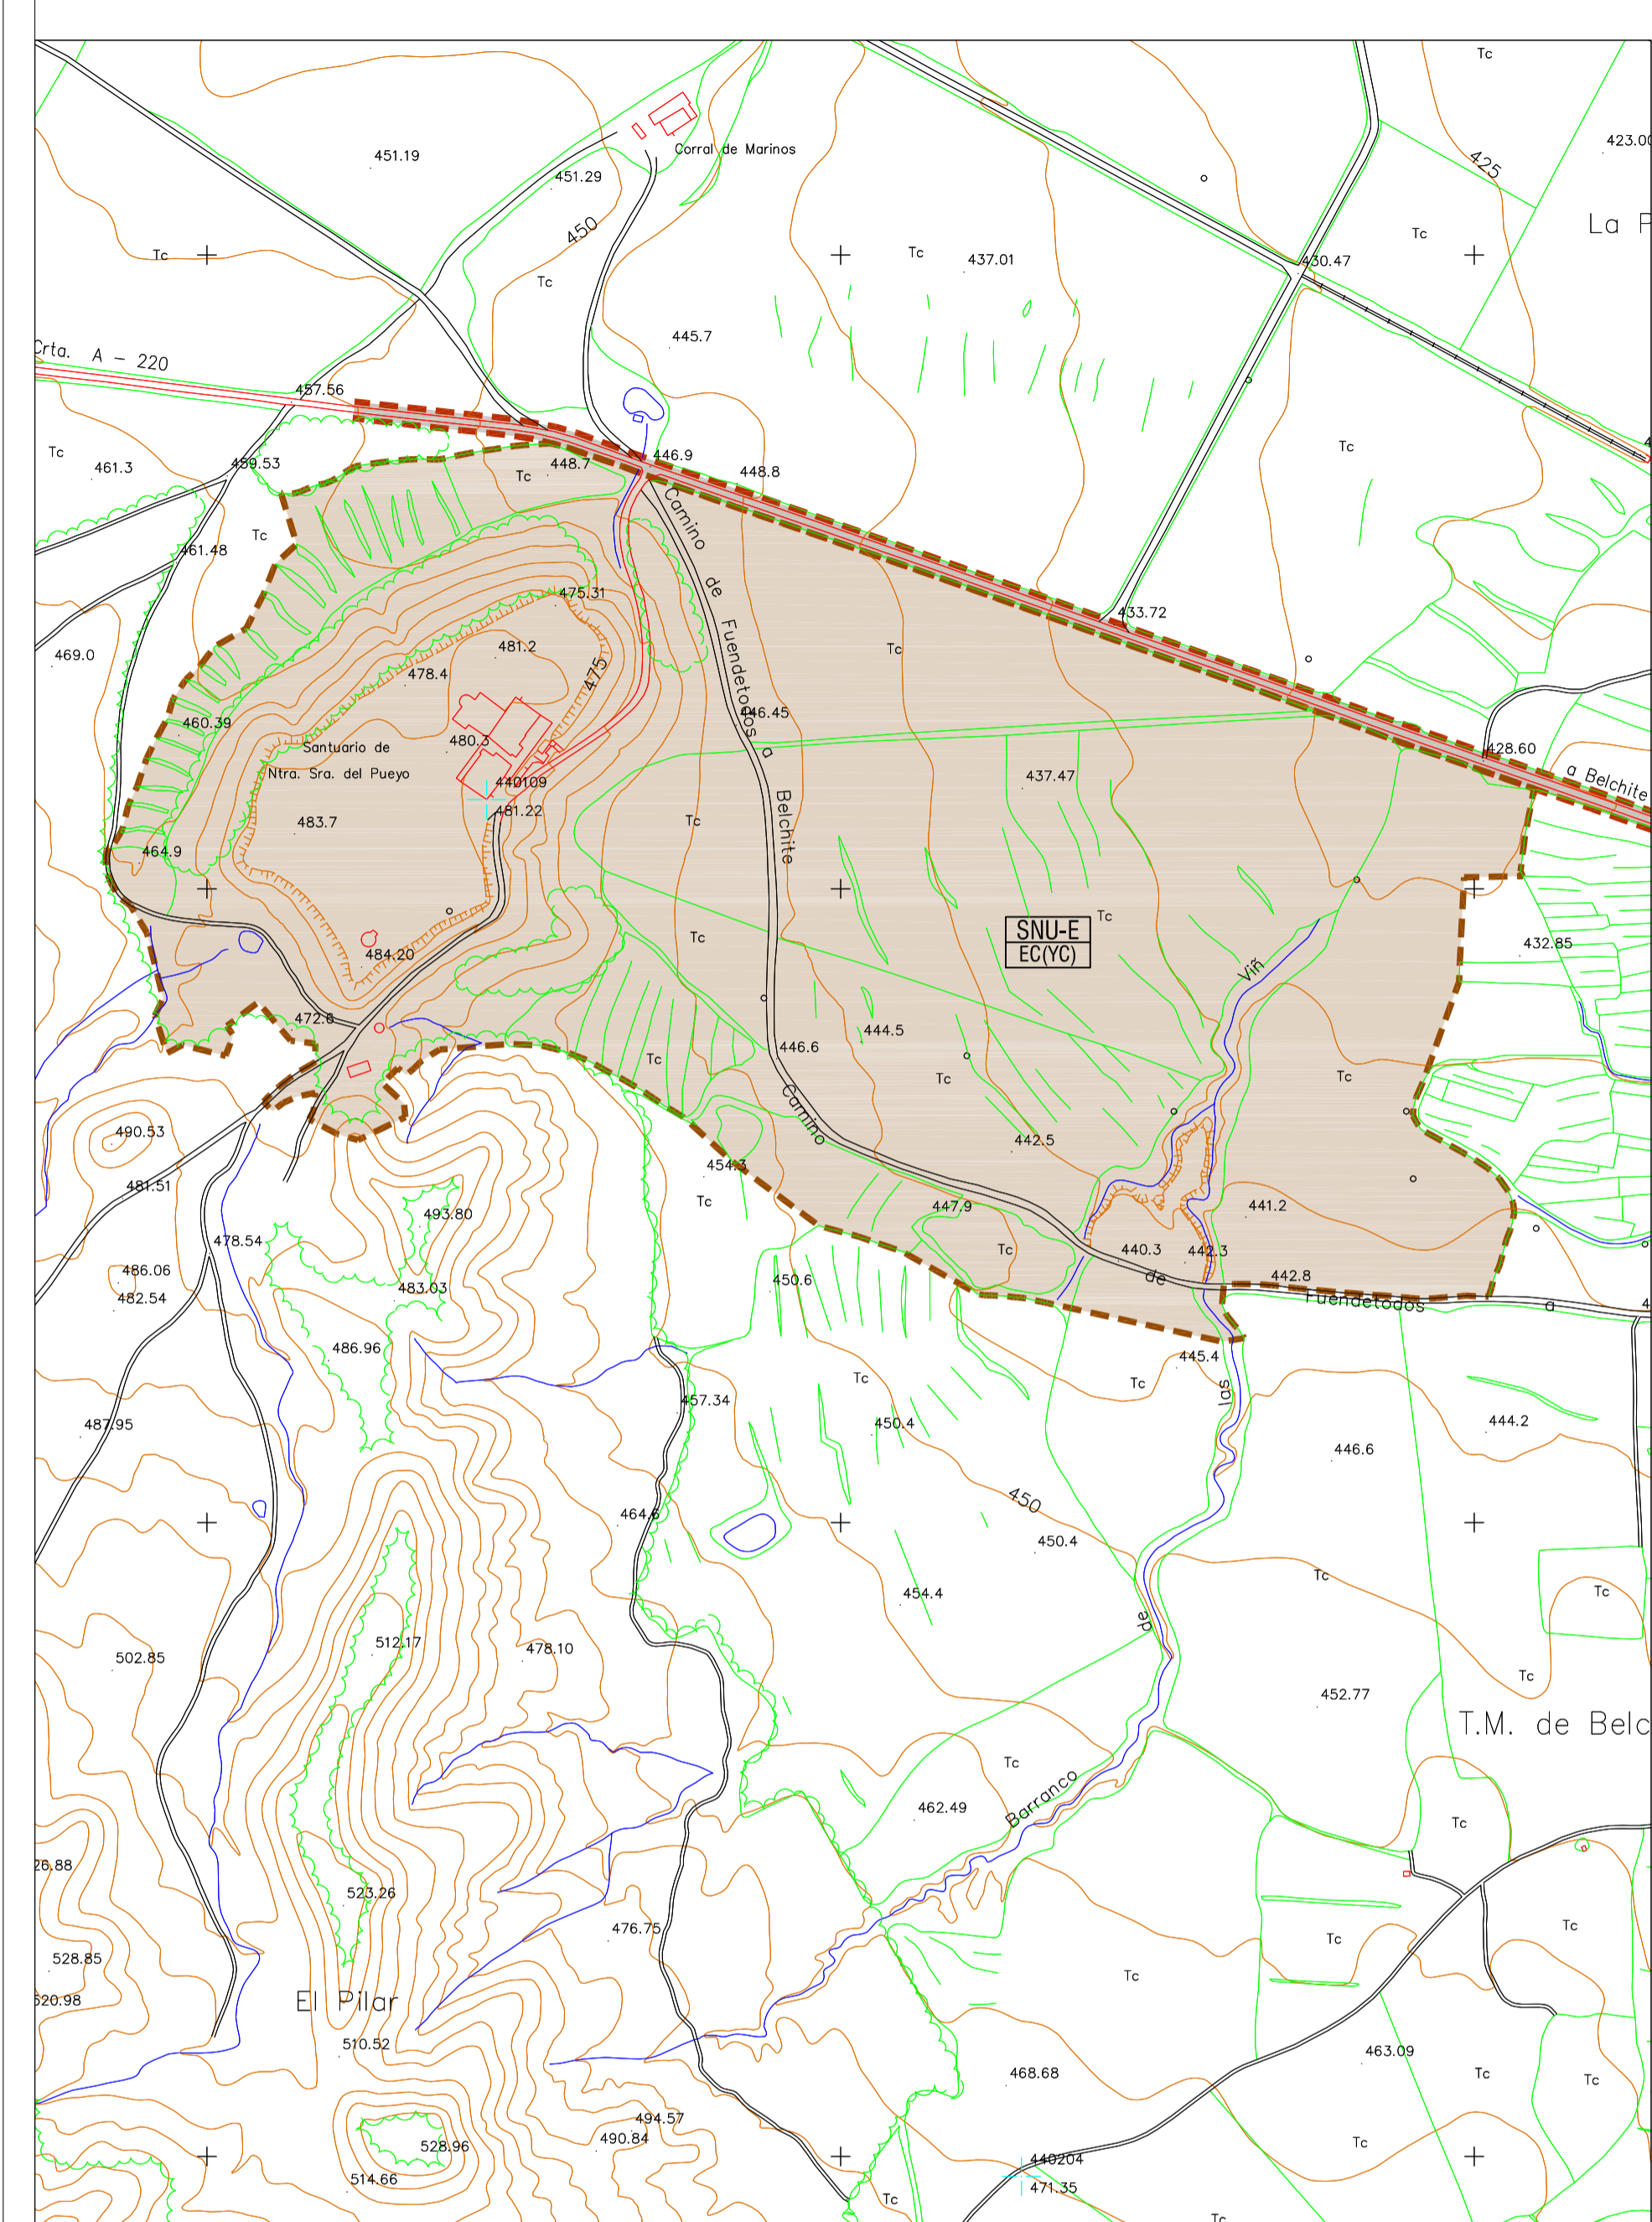 Tc
451.19
Corral de Marinos
423.00
451.29
425
La P
450
Tc
Tc
Tc
437.01
430.47
Tc
445.7
Crta. A - 220
457.56
Tc
Tc
461.3
459.53
Tc
448.7
446.9
448.8
Tc
461.48
Camino de Fuendetodos a Belchite
475.31
433.72
469.0
481.2
Tc
478.4
475
460.39
446.45
480.3
428.60
Santuario de
Ntra. Sra. del Pueyo
440109
437.47
a Belchite
481.22
483.7
Tc
464.9
Tc
SNU-E
EC(YC)
Tc
432.85
484.20
Viñ
472.6
444.5
446.6
Tc
Tc
Tc
490.53
Camino
442.5
454.3
481.51
Tc
447.9
441.2
493.80
478.54
Tc
440.3
442.3
486.06
450.6
de
442.8
482.54
483.03
Fuendetodos a
486.96
445.4
Tc
Tc
las
457.34
487.95
450.4
444.2
446.6
450
464.6
450.4
Tc
454.4
Tc
de
512.17
478.10
502.85
Tc
452.77
T.M. de Belc
Tc
Barranco
462.49
Tc
26.88
523.26
476.75
Tc
Tc
528.85
Tc
520.98
El Pilar
510.52
463.09
468.68
Tc
Tc
494.57
490.84
528.96
Tc
440204
514.66
471.35
Tc
Tc